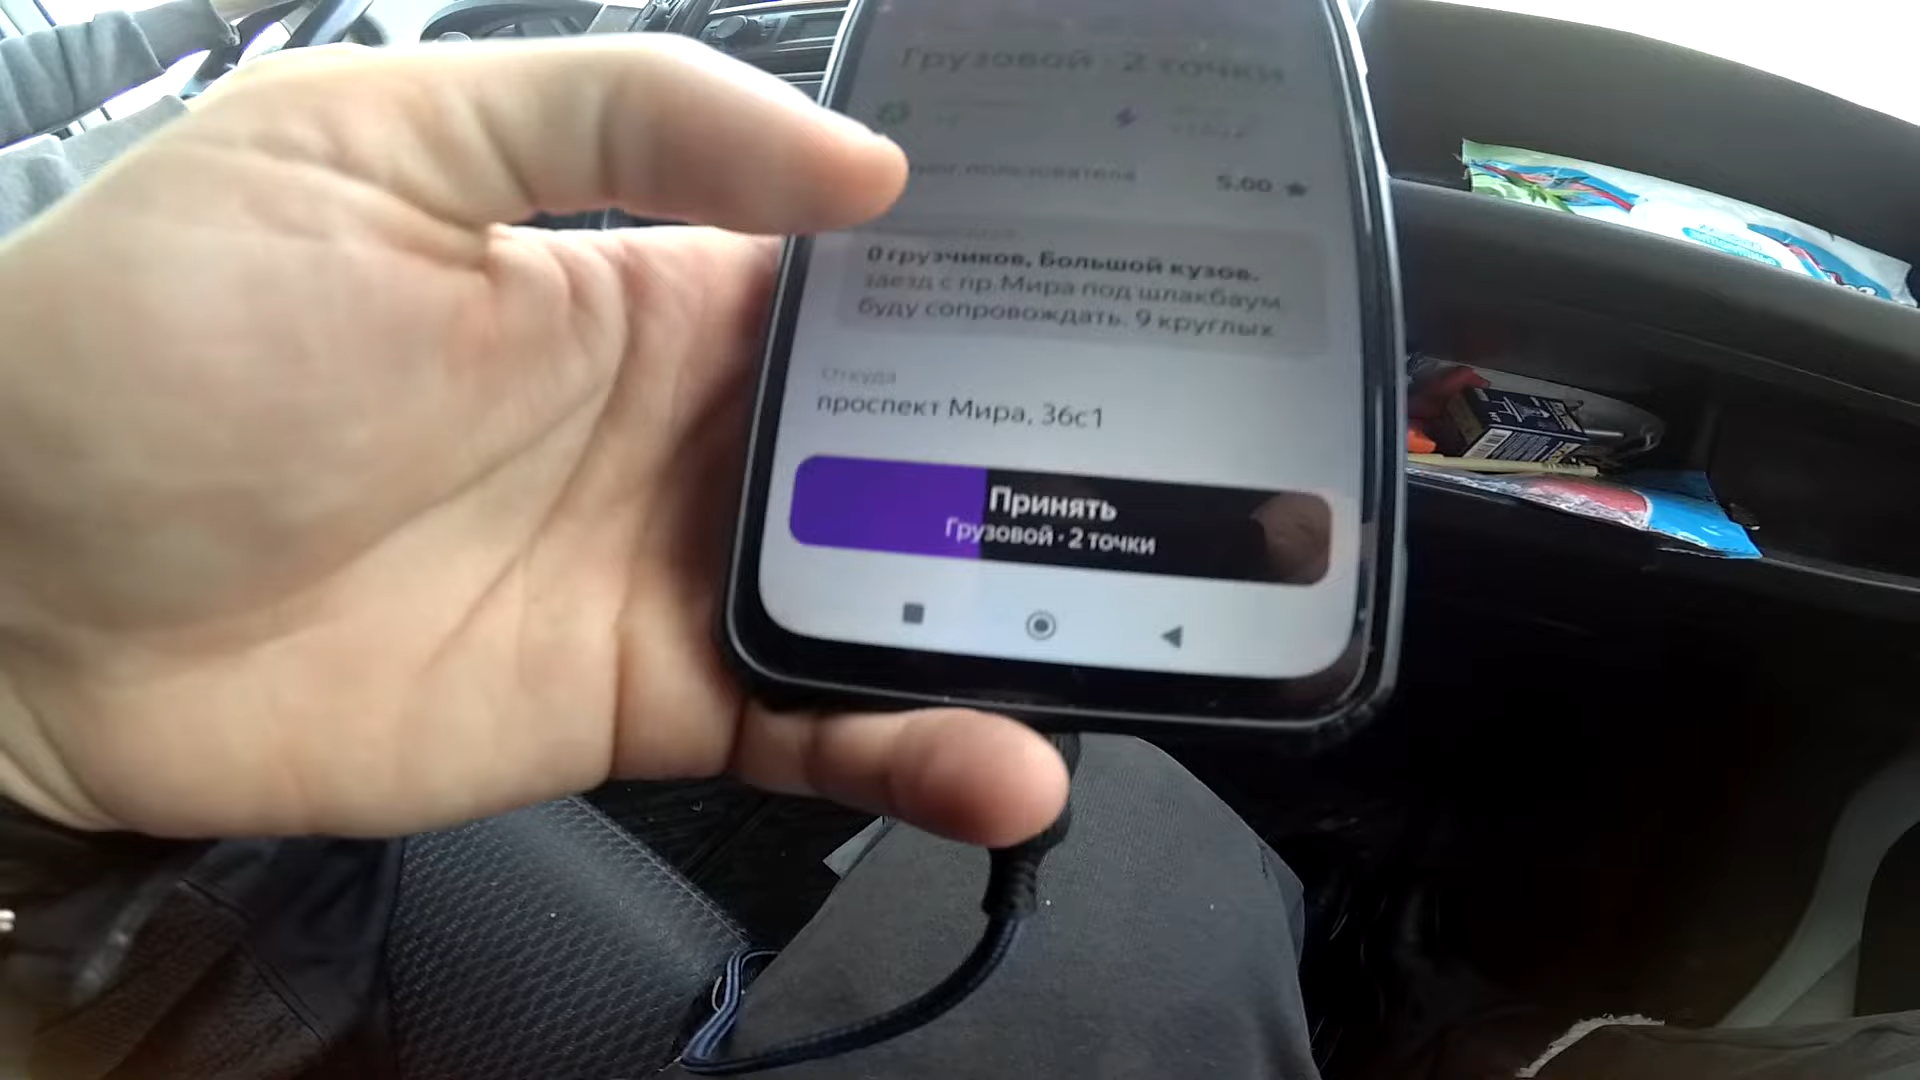 Грузовой · 2 точки
5.00 ★
0 грузчиков, Большой кузов.
заезд с пр.Мира под шлакбаум
буду сопровождать. 9 круглых
Откуда
проспект Мира, 36с1
Принять
Грузовой · 2 точки